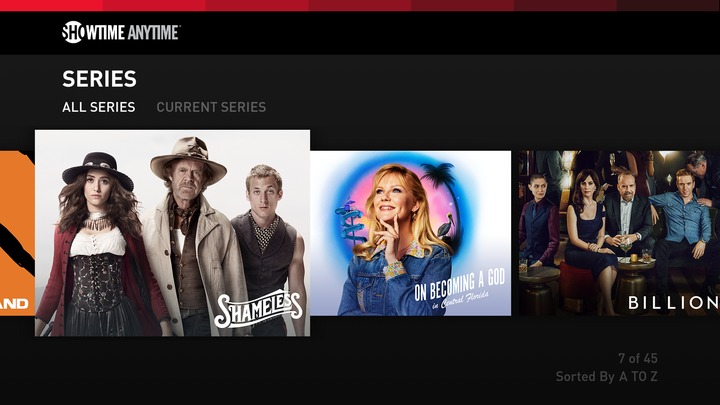 SHOWTIME ANYTIME
SERIES
ALL SERIES CURRENT SERIES
AND
SHAMELESS
ON BECOMING A GOD
in Central Florida
BILLION
7 of 45
Sorted By A TO Z